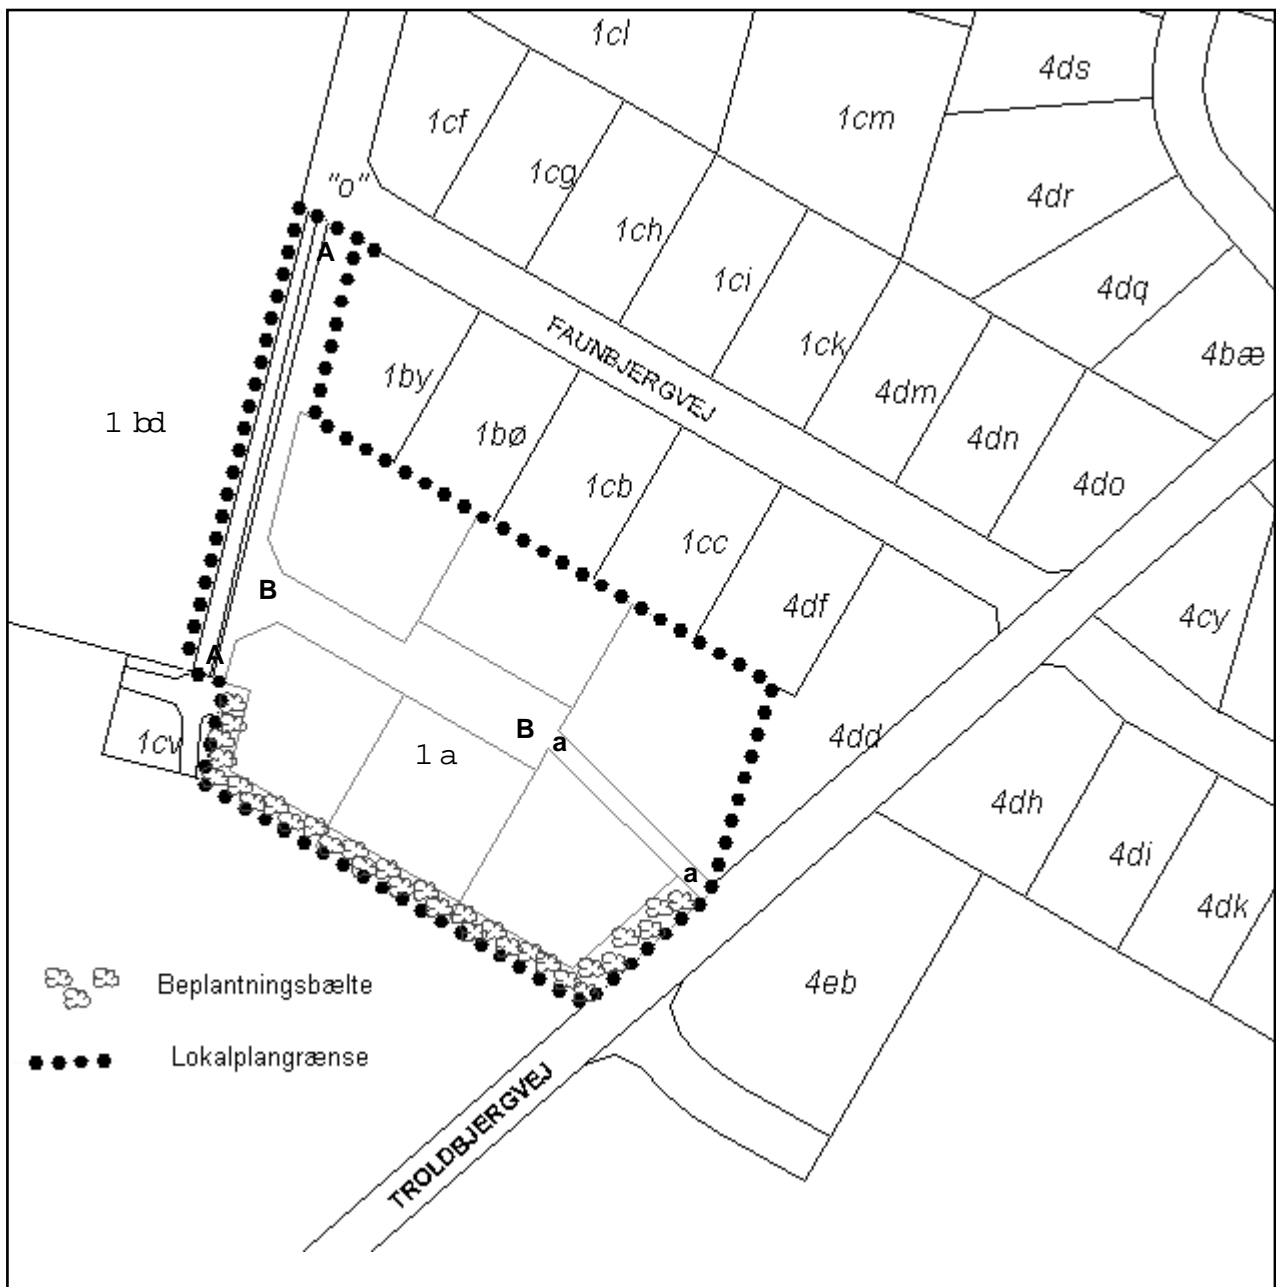 1cl
4ds
1cf
1cm
1cg
"o"
4dr
1ch
A
1ci
4dq
FAUNBJERGVEJ
1ck
4bæ
1by
4dm
1 bd
1bø
4dn
1cb
4do
1cc
B
4df
4cy
A
B
a
4dd
1cv
1 a
4dh
4di
a
4dk
4eb
Beplantningsbælte
Lokalplangrænse
TROLDBJERGVEJ